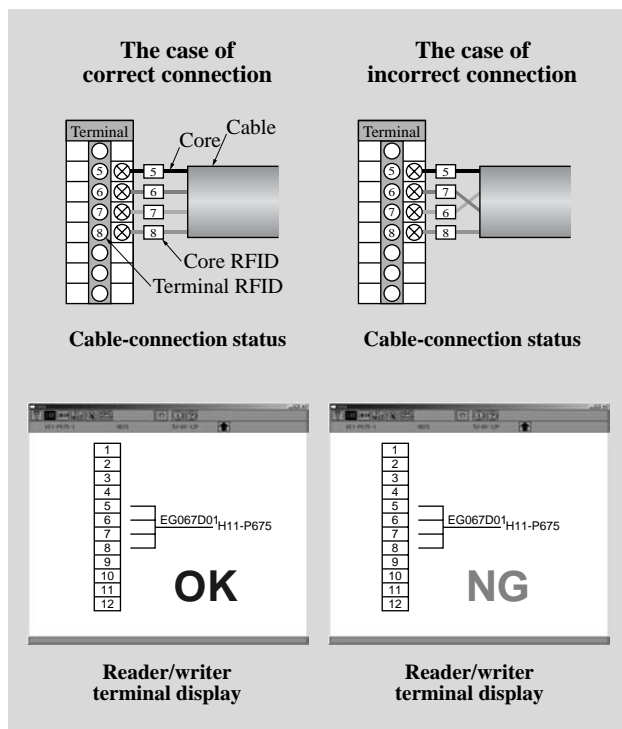 The case of
correct connection
Terminal
Core
Cable
5 5
6 6
7 7
8 8
Core RFID
Terminal RFID
Cable-connection status
The case of
incorrect connection
Terminal
5 5
6 7
7 6
8 8
Cable-connection status
1
2
3
4
5
6
7
8
9
10
11
12
EG067D01
H11-P675
OK
Reader/writer
terminal display
1
2
3
4
5
6
7
8
9
10
11
12
EG067D01
H11-P675
NG
Reader/writer
terminal display